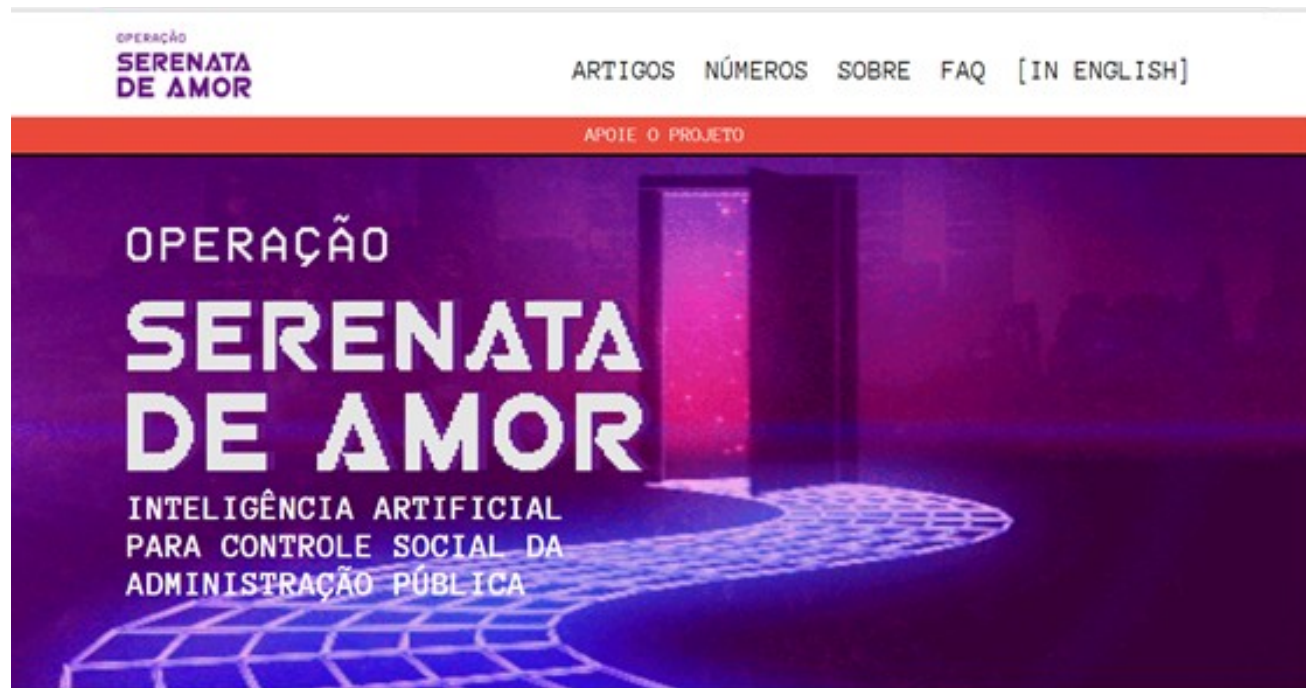 OPERAÇÃO
SERENATA
DE AMOR
ARTIGOS NÚMEROS SOBRE FAQ [IN ENGLISH]
APOIE O PROJETO
OPERAÇÃO
SERENATA
DE AMOR
INTELIGÊNCIA ARTIFICIAL
PARA CONTROLE SOCIAL DA
ADMINISTRAÇÃO PÚBLICA